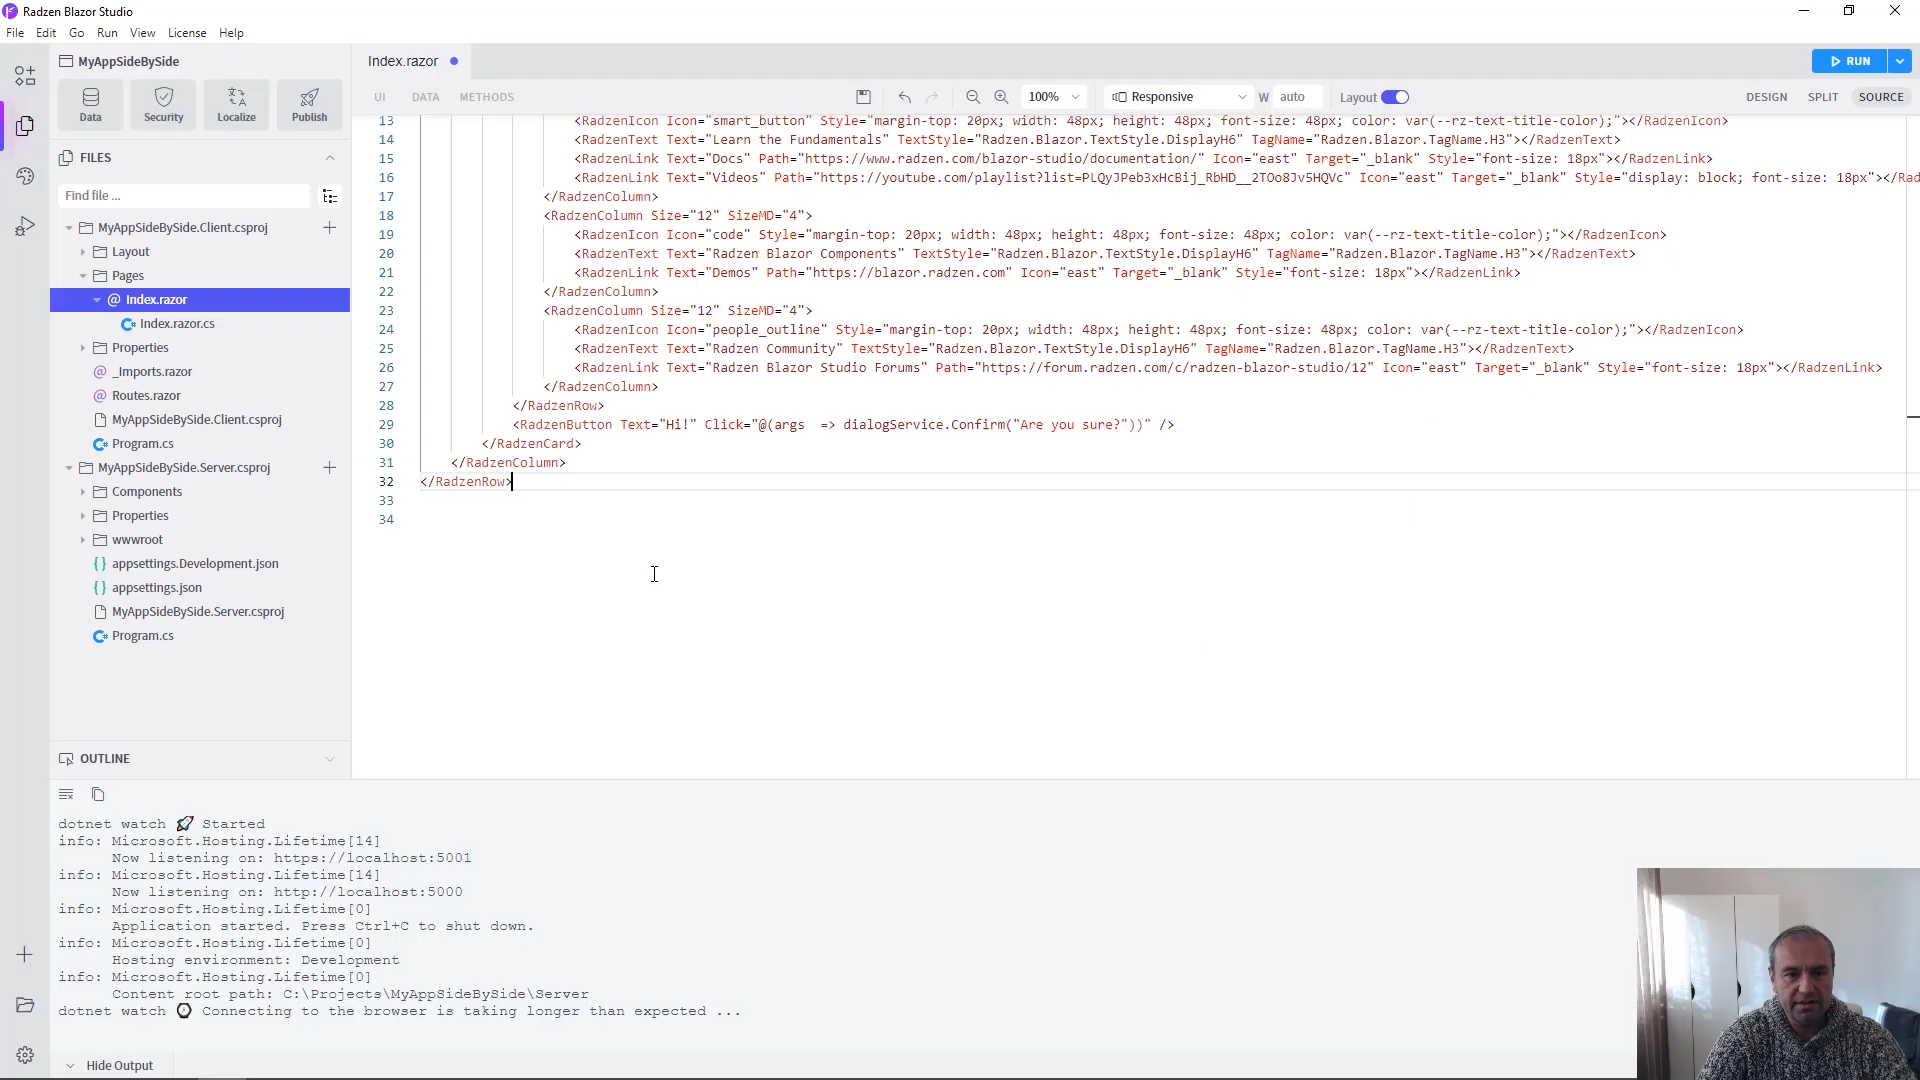 Radzen Blazor Studio
File Edit Go Run View License Help
MyAppSideBySide
Index.razor
RUN
Data Security Localize Publish
UI DATA METHODS
100%
Responsive
W auto
Layout
DESIGN SPLIT SOURCE
FILES
Find file ...
MyAppSideBySide.Client.csproj
Layout
Pages
@ Index.razor
C# Index.razor.cs
Properties
@ _Imports.razor
@ Routes.razor
MyAppSideBySide.Client.csproj
C# Program.cs
MyAppSideBySide.Server.csproj
Components
Properties
wwwroot
{ } appsettings.Development.json
{ } appsettings.json
MyAppSideBySide.Server.csproj
C# Program.cs
OUTLINE
13 <RadzenIcon Icon="smart_button" Style="margin-top: 20px; width: 48px; height: 48px; font-size: 48px; color: var(--rz-text-title-color);"></RadzenIcon>
14 <RadzenText Text="Learn the Fundamentals" TextStyle="Radzen.Blazor.TextStyle.DisplayH6" TagName="Radzen.Blazor.TagName.H3"></RadzenText>
15 <RadzenLink Text="Docs" Path="https://www.radzen.com/blazor-studio/documentation/" Icon="east" Target="_blank" Style="font-size: 18px"></RadzenLink>
16 <RadzenLink Text="Videos" Path="https://youtube.com/playlist?list=PLQyJPeb3xHcBij_RbHD__2TOo8Jv5HQVc" Icon="east" Target="_blank" Style="display: block; font-size: 18px"></Rad
17 </RadzenColumn>
18 <RadzenColumn Size="12" SizeMD="4">
19 <RadzenIcon Icon="code" Style="margin-top: 20px; width: 48px; height: 48px; font-size: 48px; color: var(--rz-text-title-color);"></RadzenIcon>
20 <RadzenText Text="Radzen Blazor Components" TextStyle="Radzen.Blazor.TextStyle.DisplayH6" TagName="Radzen.Blazor.TagName.H3"></RadzenText>
21 <RadzenLink Text="Demos" Path="https://blazor.radzen.com" Icon="east" Target="_blank" Style="font-size: 18px"></RadzenLink>
22 </RadzenColumn>
23 <RadzenColumn Size="12" SizeMD="4">
24 <RadzenIcon Icon="people_outline" Style="margin-top: 20px; width: 48px; height: 48px; font-size: 48px; color: var(--rz-text-title-color);"></RadzenIcon>
25 <RadzenText Text="Radzen Community" TextStyle="Radzen.Blazor.TextStyle.DisplayH6" TagName="Radzen.Blazor.TagName.H3"></RadzenText>
26 <RadzenLink Text="Radzen Blazor Studio Forums" Path="https://forum.radzen.com/c/radzen-blazor-studio/12" Icon="east" Target="_blank" Style="font-size: 18px"></RadzenLink>
27 </RadzenColumn>
28 </RadzenRow>
29 <RadzenButton Text="Hi!" Click="@(args  => dialogService.Confirm("Are you sure?"))" />
30 </RadzenCard>
31 </RadzenColumn>
32 </RadzenRow>
33
34
dotnet watch 🚀 Started
info: Microsoft.Hosting.Lifetime[14]
Now listening on: https://localhost:5001
info: Microsoft.Hosting.Lifetime[14]
Now listening on: http://localhost:5000
info: Microsoft.Hosting.Lifetime[0]
Application started. Press Ctrl+C to shut down.
info: Microsoft.Hosting.Lifetime[0]
Hosting environment: Development
info: Microsoft.Hosting.Lifetime[0]
Content root path: C:\Projects\MyAppSideBySide\Server
dotnet watch ⌚ Connecting to the browser is taking longer than expected ...
Hide Output